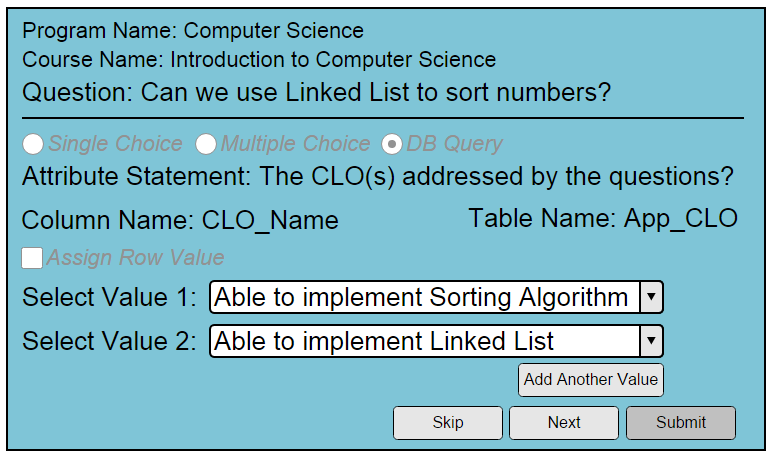 Program Name: Computer Science
Course Name: Introduction to Computer Science
Question: Can we use Linked List to sort numbers?
Single Choice Multiple Choice DB Query
Attribute Statement: The CLO(s) addressed by the questions?
Column Name: CLO_Name Table Name: App_CLO
Assign Row Value
Select Value 1: Able to implement Sorting Algorithm
Select Value 2: Able to implement Linked List
Add Another Value
Skip Next Submit